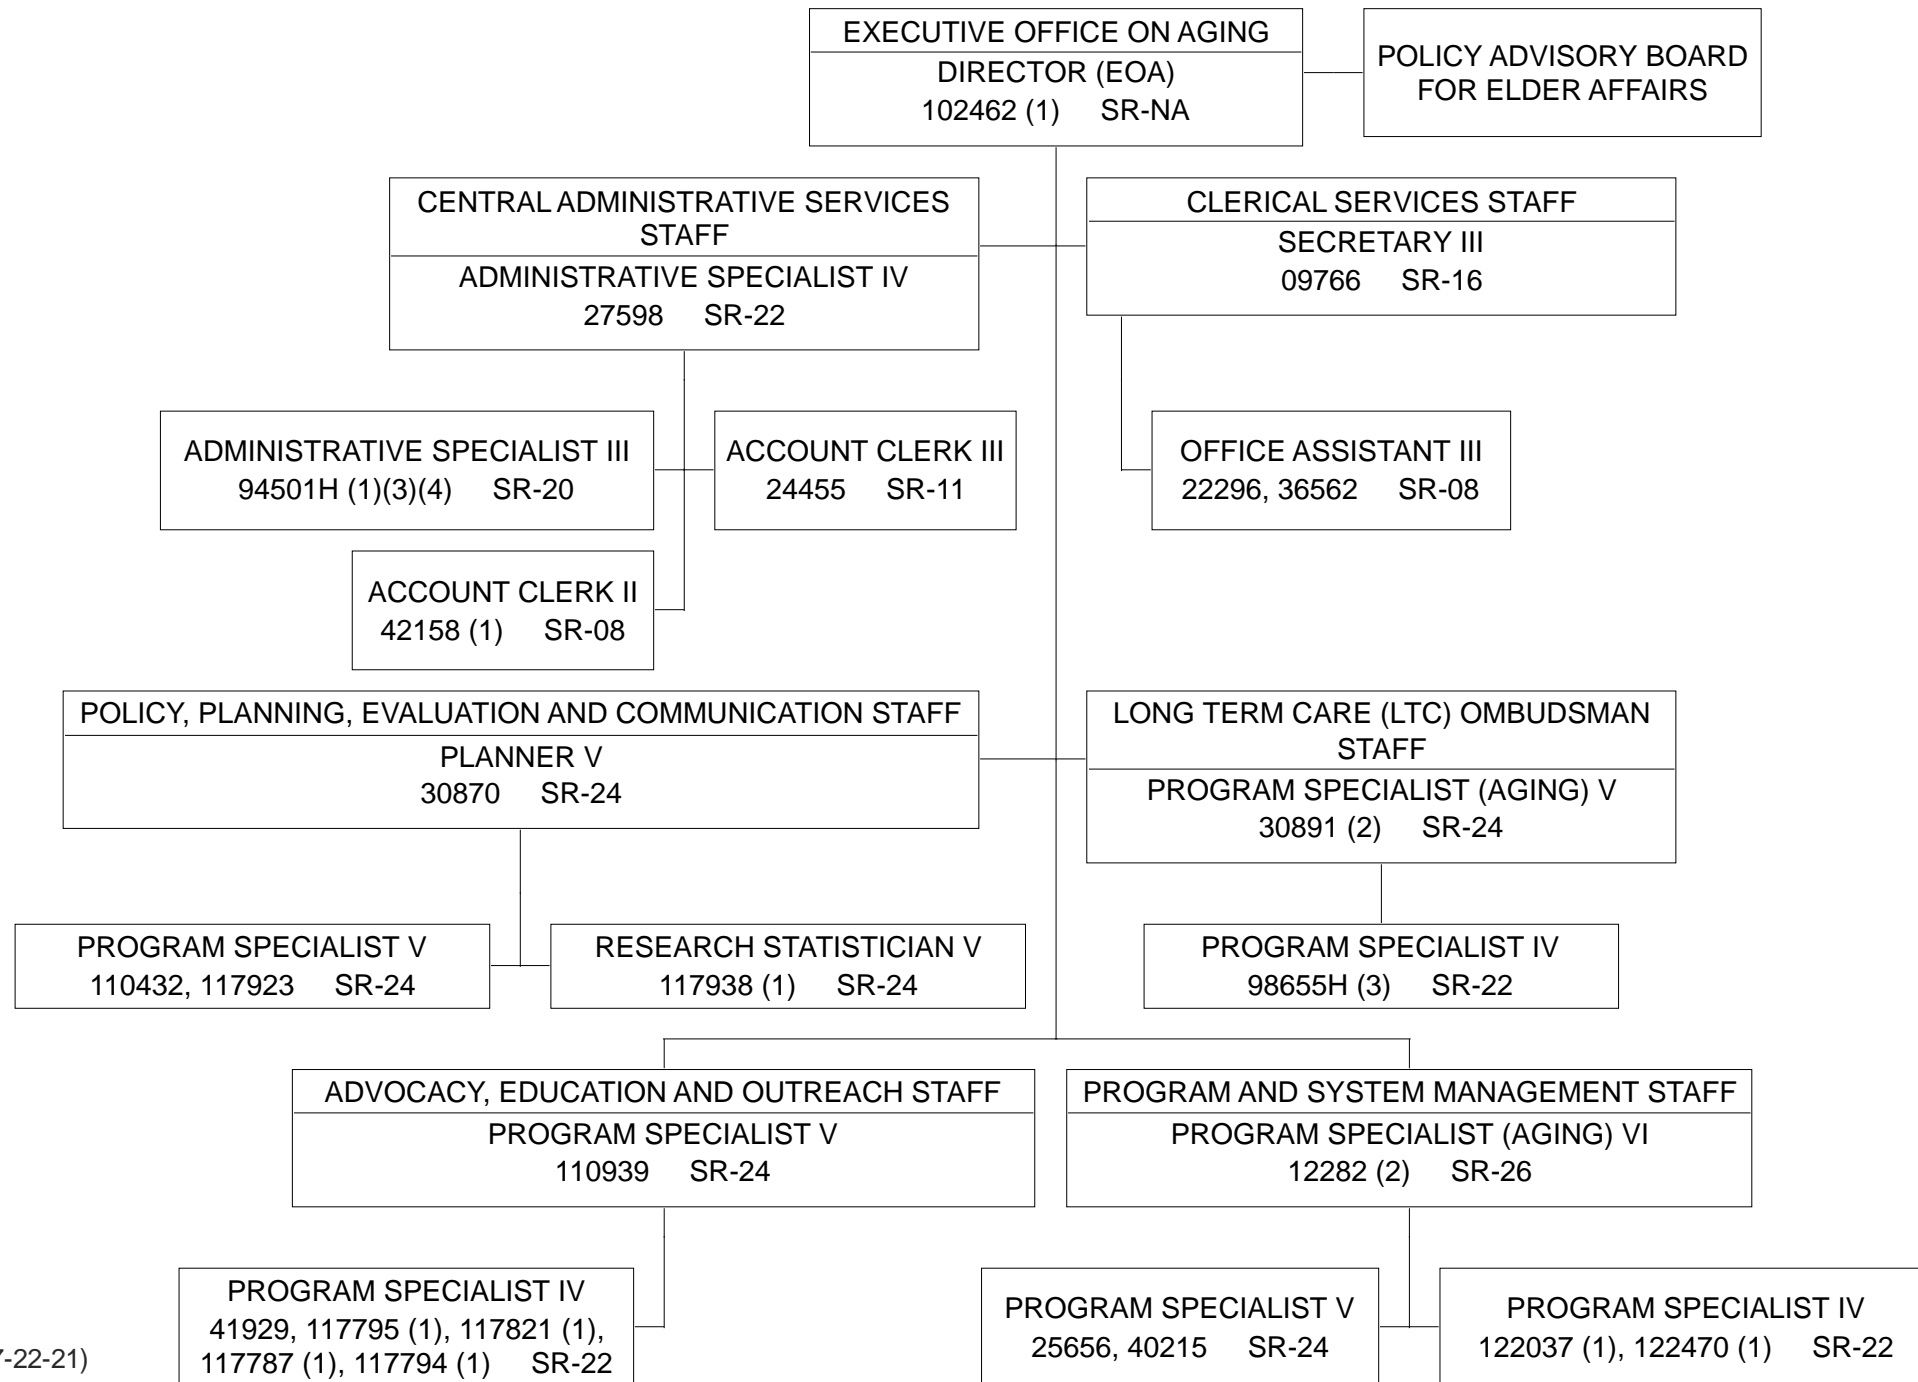 EXECUTIVE OFFICE ON AGING
DIRECTOR (EOA)
102462 (1) SR-NA
POLICY ADVISORY BOARD
FOR ELDER AFFAIRS
CENTRAL ADMINISTRATIVE SERVICES
STAFF
ADMINISTRATIVE SPECIALIST IV
27598 SR-22
CLERICAL SERVICES STAFF
SECRETARY III
09766 SR-16
ADMINISTRATIVE SPECIALIST III
94501H (1)(3)(4) SR-20
ACCOUNT CLERK III
24455 SR-11
OFFICE ASSISTANT III
22296, 36562 SR-08
ACCOUNT CLERK II
42158 (1) SR-08
POLICY, PLANNING, EVALUATION AND COMMUNICATION STAFF
PLANNER V
30870 SR-24
LONG TERM CARE (LTC) OMBUDSMAN
STAFF
PROGRAM SPECIALIST (AGING) V
30891 (2) SR-24
PROGRAM SPECIALIST V
110432, 117923 SR-24
RESEARCH STATISTICIAN V
117938 (1) SR-24
PROGRAM SPECIALIST IV
98655H (3) SR-22
ADVOCACY, EDUCATION AND OUTREACH STAFF
PROGRAM SPECIALIST V
110939 SR-24
PROGRAM AND SYSTEM MANAGEMENT STAFF
PROGRAM SPECIALIST (AGING) VI
12282 (2) SR-26
PROGRAM SPECIALIST IV
41929, 117795 (1), 117821 (1),
117787 (1), 117794 (1) SR-22
PROGRAM SPECIALIST V
25656, 40215 SR-24
PROGRAM SPECIALIST IV
122037 (1), 122470 (1) SR-22
-22-21)